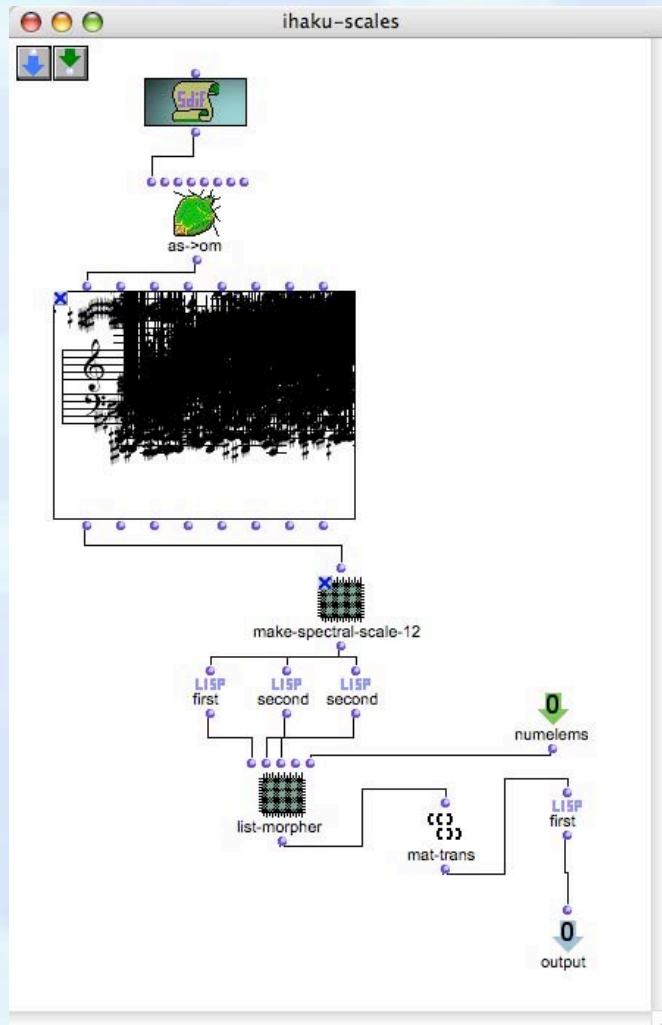 ihaku-scales
Sdif
as->om
make-spectral-scale-12
LISP LISP LISP
first second second
0
numelems
LISP
first
list-morpher
mat-trans
0
output